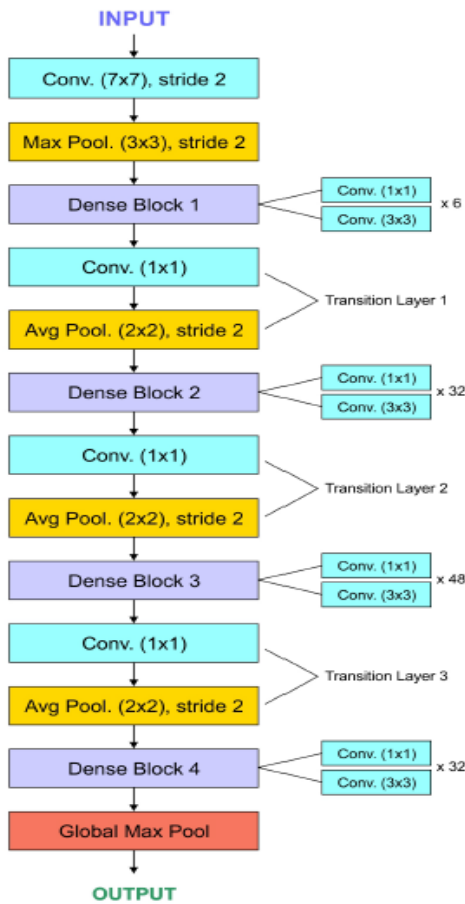 INPUT
Conv. (7x7), stride 2
Max Pool. (3x3), stride 2
Dense Block 1
Conv. (1x1)
Conv. (3x3)
x 6
Conv. (1x1)
Avg Pool. (2x2), stride 2
Transition Layer 1
Dense Block 2
Conv. (1x1)
Conv. (3x3)
x 32
Conv. (1x1)
Avg Pool. (2x2), stride 2
Transition Layer 2
Dense Block 3
Conv. (1x1)
Conv. (3x3)
x 48
Conv. (1x1)
Avg Pool. (2x2), stride 2
Transition Layer 3
Dense Block 4
Conv. (1x1)
Conv. (3x3)
x 32
Global Max Pool
OUTPUT